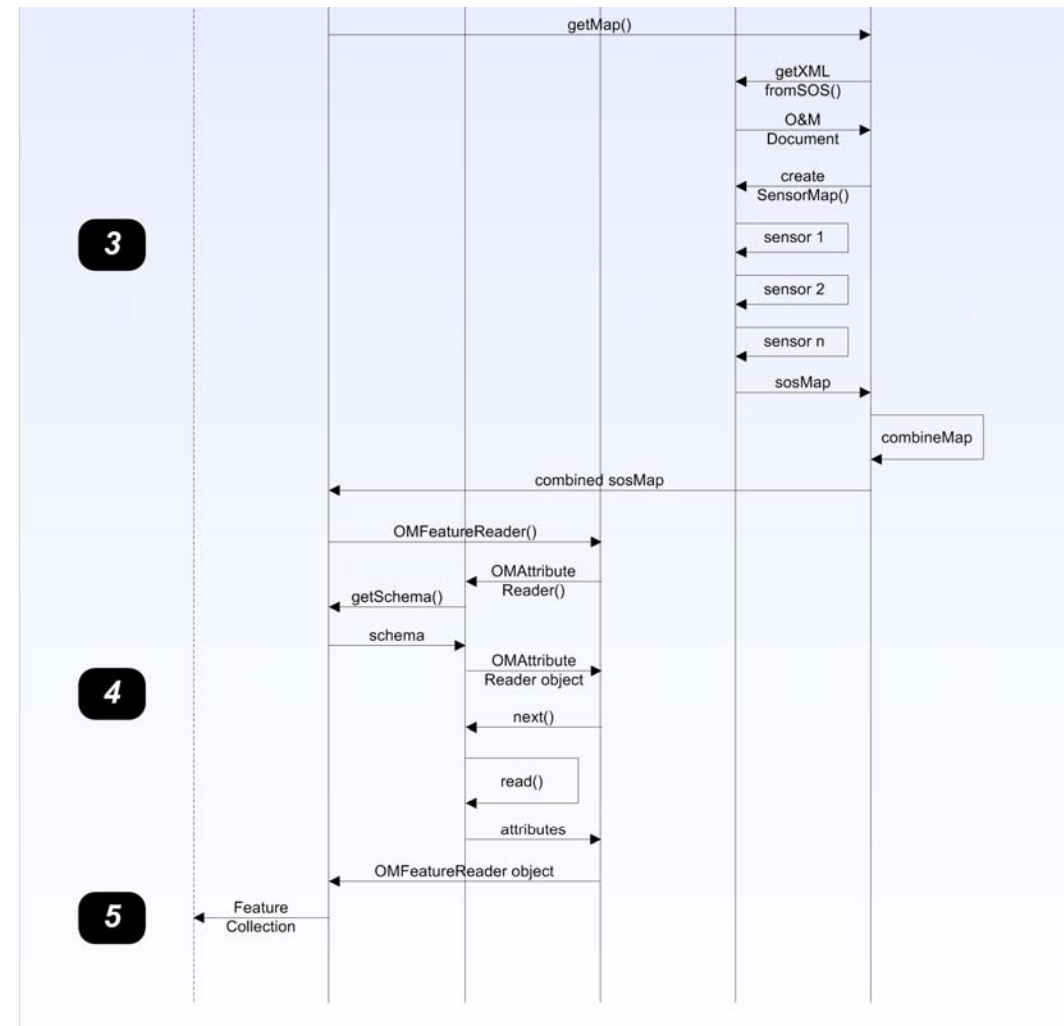 getMap()
getXML
fromSOS()
O&M
Document
create
SensorMap()
3
sensor 1
sensor 2
sensor n
sosMap
combineMap
combined sosMap
OMFeatureReader()
OMAttribute
Reader()
getSchema()
schema
OMAttribute
Reader object
4
next()
read()
attributes
OMFeatureReader object
5
Feature
Collection